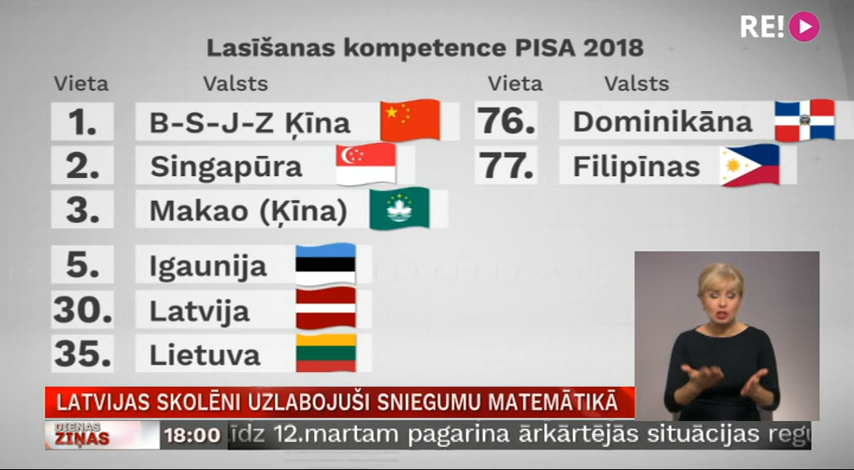 RE!
Lasīšanas kompetence PISA 2018
Vieta Valsts Vieta Valsts
1. B-S-J-Z Ķīna 76. Dominikāna
2. Singapūra 77. Filipīnas
3. Makao (Ķīna)
5. Igaunija
30. Latvija
35. Lietuva
LATVIJAS SKOLĒNI UZLABOJUŠI SNIEGUMU MATEMĀTIKĀ
DIENAS
ZIŅAS 18:00 līdz 12.martam pagarina ārkārtējās situācijas